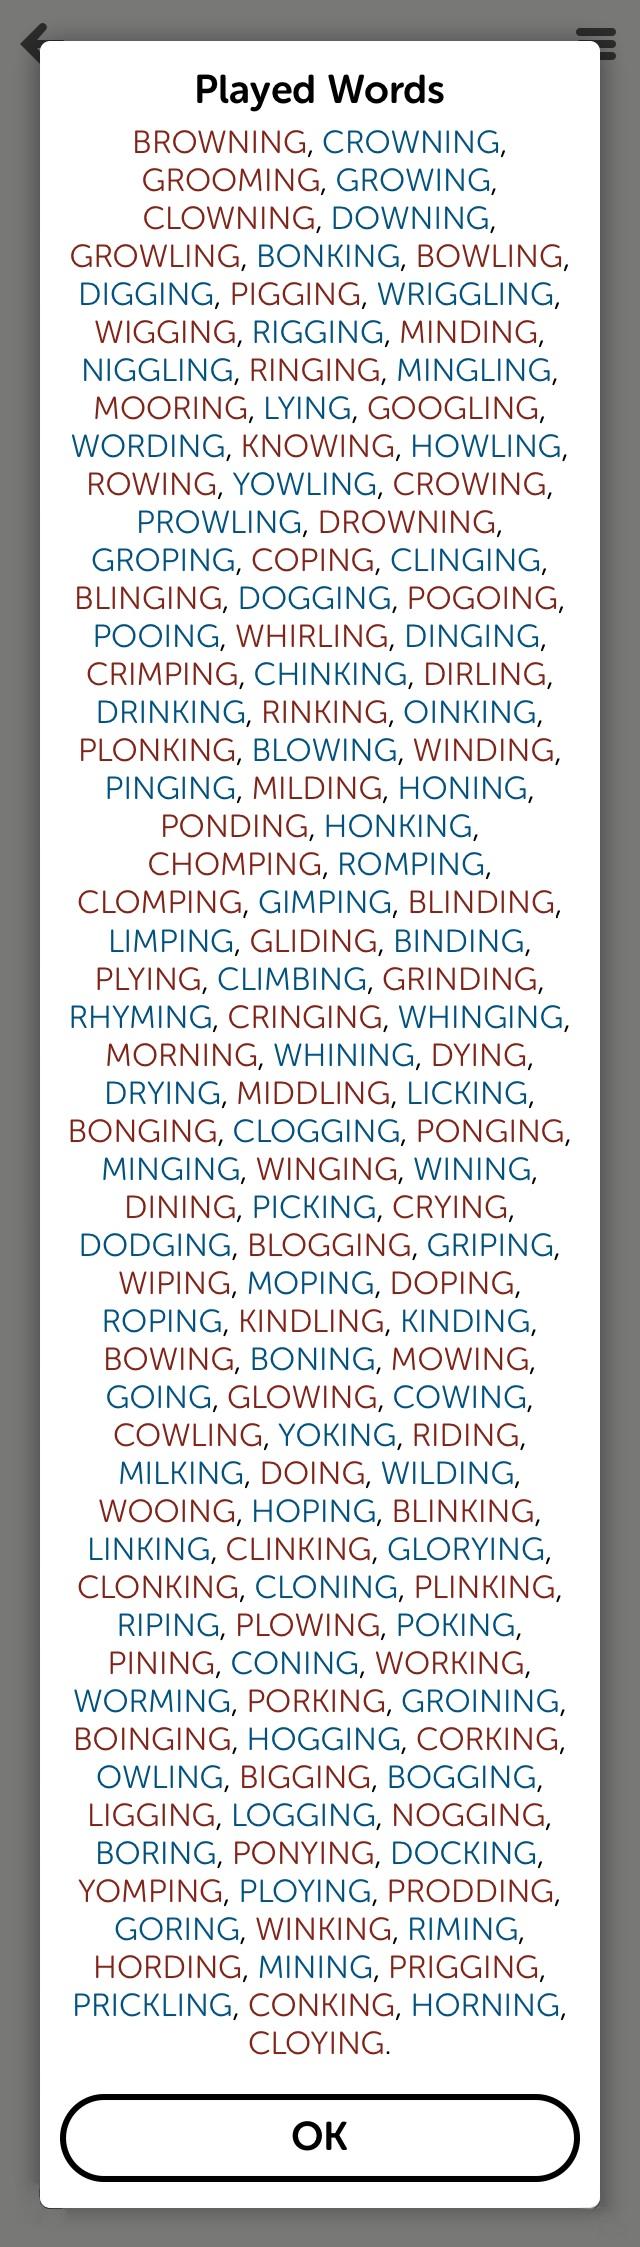 Played Words
BROWNING, CROWNING,
GROOMING, GROWING,
CLOWNING, DOWNING,
GROWLING, BONKING, BOWLING,
DIGGING, PIGGING, WRIGGLING,
WIGGING, RIGGING, MINDING,
NIGGLING, RINGING, MINGLING,
MOORING, LYING, GOOGLING,
WORDING, KNOWING, HOWLING,
ROWING, YOWLING, CROWING,
PROWLING, DROWNING,
GROPING, COPING, CLINGING,
BLINGING, DOGGING, POGOING,
POOING, WHIRLING, DINGING,
CRIMPING, CHINKING, DIRLING,
DRINKING, RINKING, OINKING,
PLONKING, BLOWING, WINDING,
PINGING, MILDING, HONING,
PONDING, HONKING,
CHOMPING, ROMPING,
CLOMPING, GIMPING, BLINDING,
LIMPING, GLIDING, BINDING,
PLYING, CLIMBING, GRINDING,
RHYMING, CRINGING, WHINGING,
MORNING, WHINING, DYING,
DRYING, MIDDLING, LICKING,
BONGING, CLOGGING, PONGING,
MINGING, WINGING, WINING,
DINING, PICKING, CRYING,
DODGING, BLOGGING, GRIPING,
WIPING, MOPING, DOPING,
ROPING, KINDLING, KINDING,
BOWING, BONING, MOWING,
GOING, GLOWING, COWING,
COWLING, YOKING, RIDING,
MILKING, DOING, WILDING,
WOOING, HOPING, BLINKING,
LINKING, CLINKING, GLORYING,
CLONKING, CLONING, PLINKING,
RIPING, PLOWING, POKING,
PINING, CONING, WORKING,
WORMING, PORKING, GROINING,
BOINGING, HOGGING, CORKING,
OWLING, BIGGING, BOGGING,
LIGGING, LOGGING, NOGGING,
BORING, PONYING, DOCKING,
YOMPING, PLOYING, PRODDING,
GORING, WINKING, RIMING,
HORDING, MINING, PRIGGING,
PRICKLING, CONKING, HORNING,
CLOYING.
OK